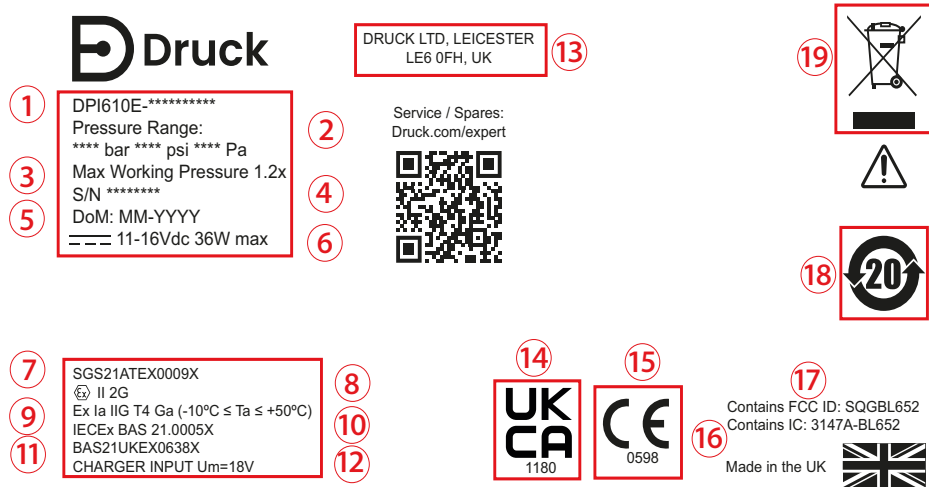 Druck
DRUCK LTD, LEICESTER
LE6 0FH, UK
13
19
1
DPI610E-**********
Pressure Range:
2
**** bar **** psi **** Pa
3
Max Working Pressure 1.2x
S/N ********
4
5
DoM: MM-YYYY
11-16Vdc 36W max
6
Service / Spares:
Druck.com/expert
18
20
7
SGS21ATEX0009X
Ex II 2G
8
9
Ex Ia IIG T4 Ga (-10ºC ≤ Ta ≤ +50ºC)
IECEx BAS 21.0005X
10
11
BAS21UKEX0638X
CHARGER INPUT Um=18V
12
14
UK
CA
1180
15
CE
0598
16
17
Contains FCC ID: SQGBL652
Contains IC: 3147A-BL652
Made in the UK